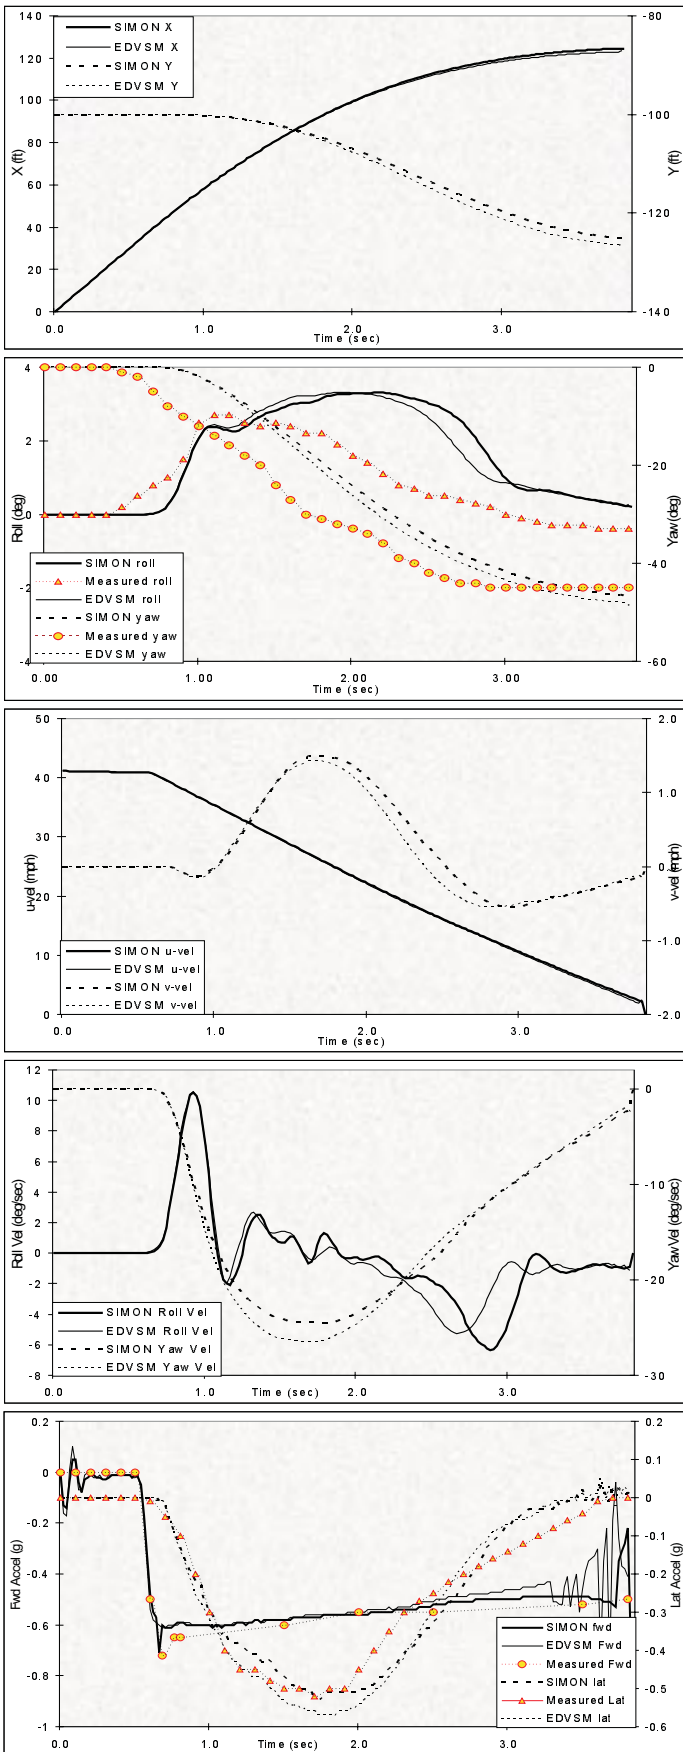 140
120
100
80
60
40
20
0
X (ft)
SIMON X
EDVSM X
SIMON Y
EDVSM Y
-80
-100
-120
-140
Y (ft)
0.0 1.0 2.0 3.0
Time (sec)
4
2
0
-2
-4
Roll (deg)
SIMON roll
Measured roll
EDVSM roll
SIMON yaw
Measured yaw
EDVSM yaw
0
-20
-40
-60
Yaw (deg)
0.00 1.00 2.00 3.00
Time (sec)
50
40
30
20
10
0
u-vel (mph)
SIMON u-vel
EDVSM u-vel
SIMON v-vel
EDVSM v-vel
2.0
1.0
0.0
-1.0
-2.0
v-vel (mph)
0.0 1.0 2.0 3.0
Time (sec)
12
10
8
6
4
2
0
-2
-4
-6
-8
Roll Vel (deg/sec)
SIMON Roll Vel
EDVSM Roll Vel
SIMON Yaw Vel
EDVSM Yaw Vel
0
-10
-20
-30
Yaw Vel (deg/sec)
0.0 1.0 2.0 3.0
Time (sec)
0.2
0
-0.2
-0.4
-0.6
-0.8
-1
Fwd Accel (g)
0.2
0.1
0
-0.1
-0.2
-0.3
-0.4
-0.5
-0.6
Lat Accel (g)
SIMON fwd
EDVSM Fwd
Measured Fwd
SIMON lat
Measured Lat
EDVSM lat
0.0 1.0 2.0 3.0
Time (sec)